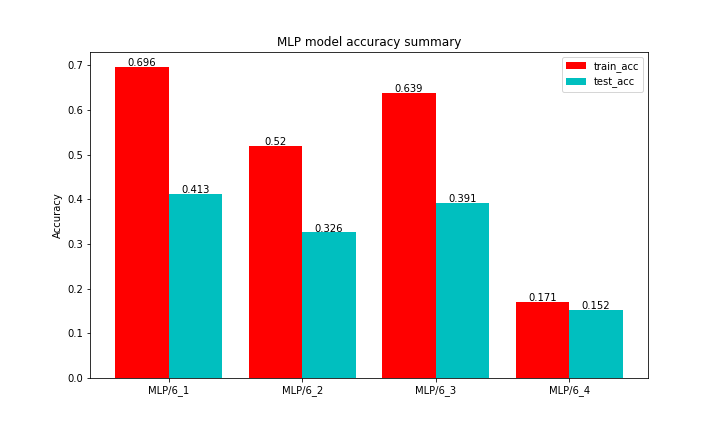 MLP model accuracy summary
train_acc
test_acc
Accuracy
0.7
0.6
0.5
0.4
0.3
0.2
0.1
0.0
0.696
0.413
0.52
0.326
0.639
0.391
0.171
0.152
MLP/6_1
MLP/6_2
MLP/6_3
MLP/6_4